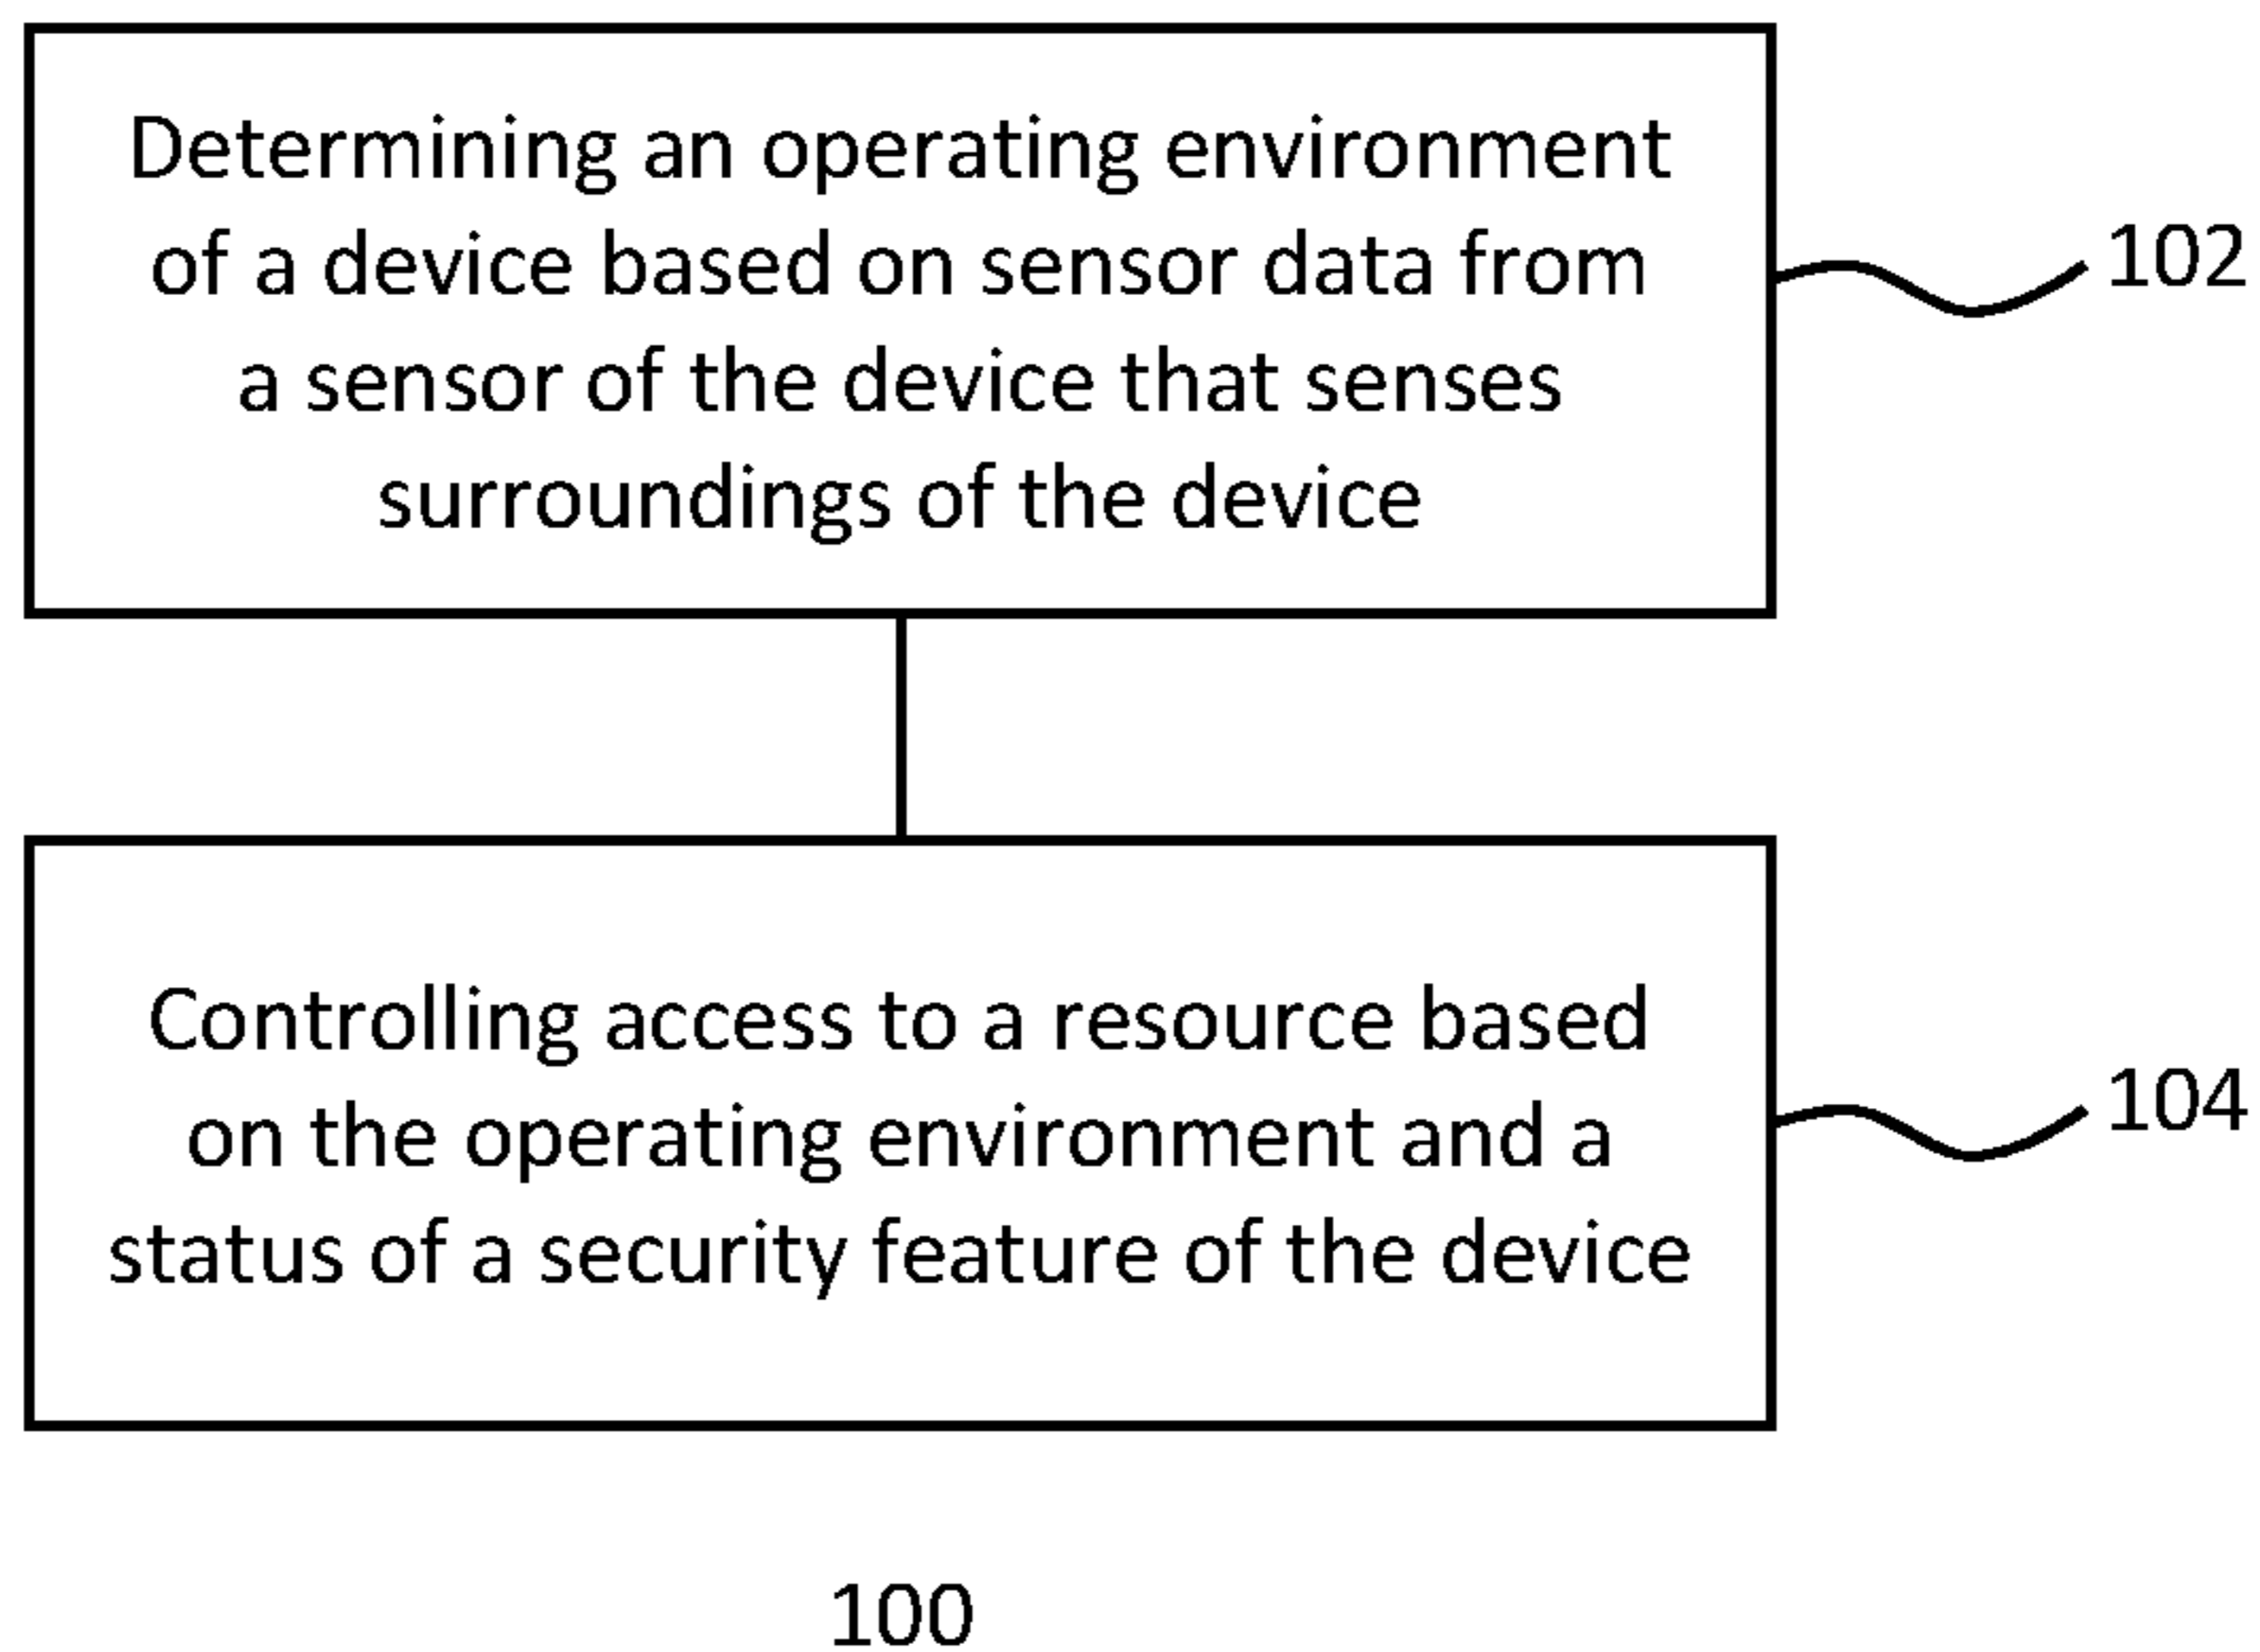 Determining an operating environment
of a device based on sensor data from
a sensor of the device that senses
surroundings of the device
102
Controlling access to a resource based
on the operating environment and a
status of a security feature of the device
104
100